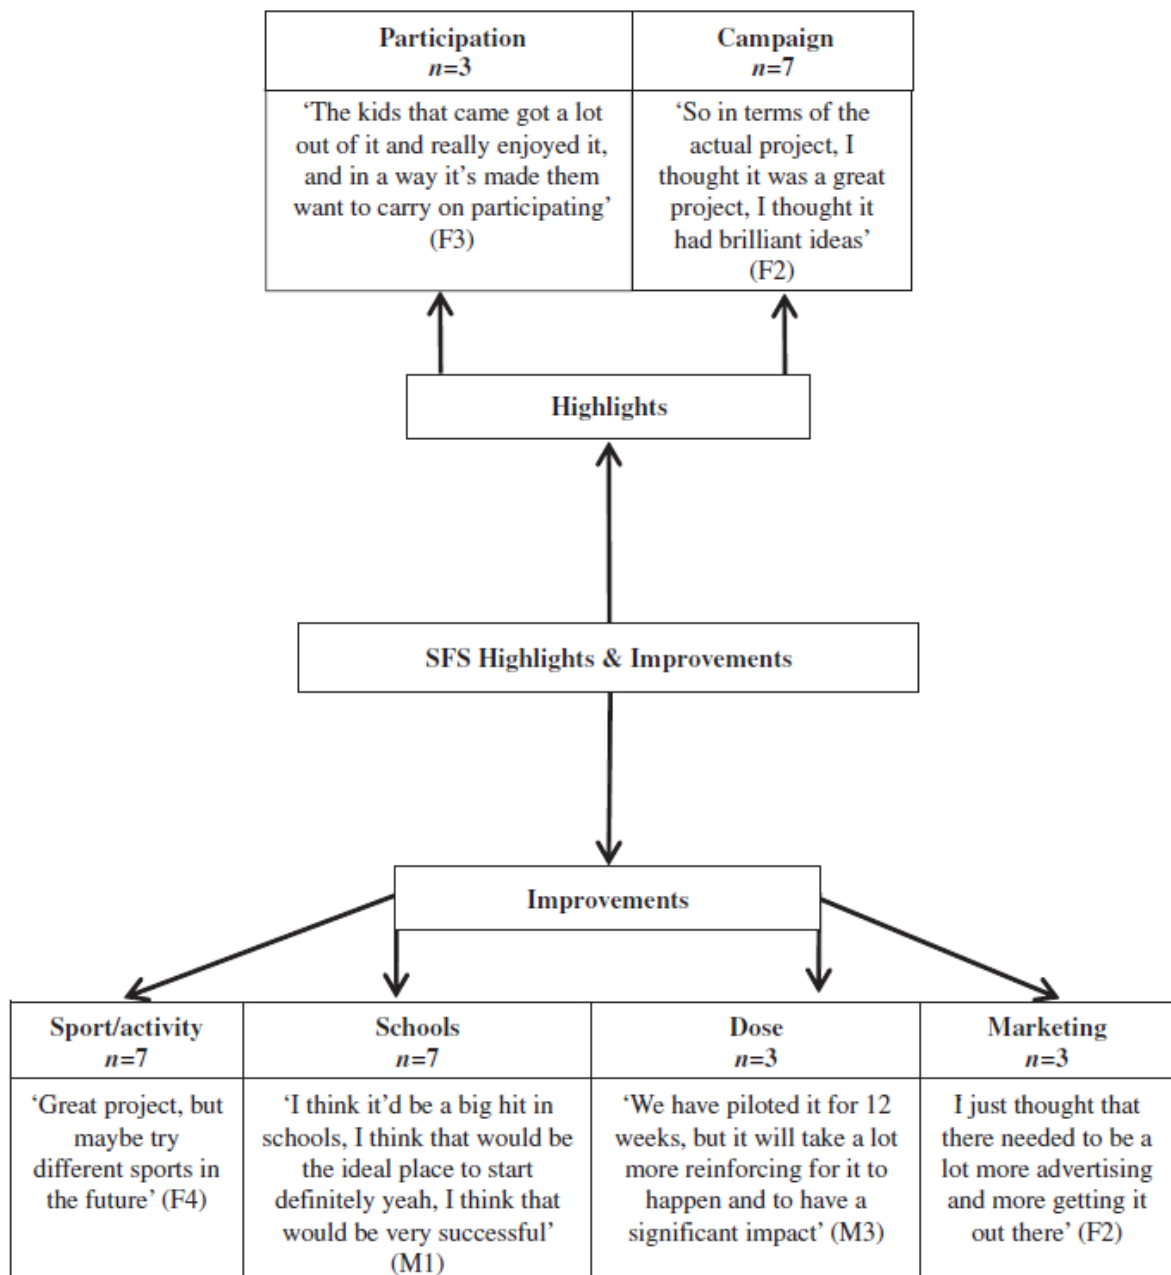 Participation
n=3
Campaign
n=7
‘The kids that came got a lot
out of it and really enjoyed it,
and in a way it’s made them
want to carry on participating’
(F3)
‘So in terms of the
actual project, I
thought it was a great
project, I thought it
had brilliant ideas’
(F2)
Highlights
SFS Highlights & Improvements
Improvements
Sport/activity
n=7
Schools
n=7
Dose
n=3
Marketing
n=3
‘Great project, but
maybe try
different sports in
the future’ (F4)
‘I think it’d be a big hit in
schools, I think that would be
the ideal place to start
definitely yeah, I think that
would be very successful’
(M1)
‘We have piloted it for 12
weeks, but it will take a lot
more reinforcing for it to
happen and to have a
significant impact’ (M3)
I just thought that
there needed to be a
lot more advertising
and more getting it
out there’ (F2)